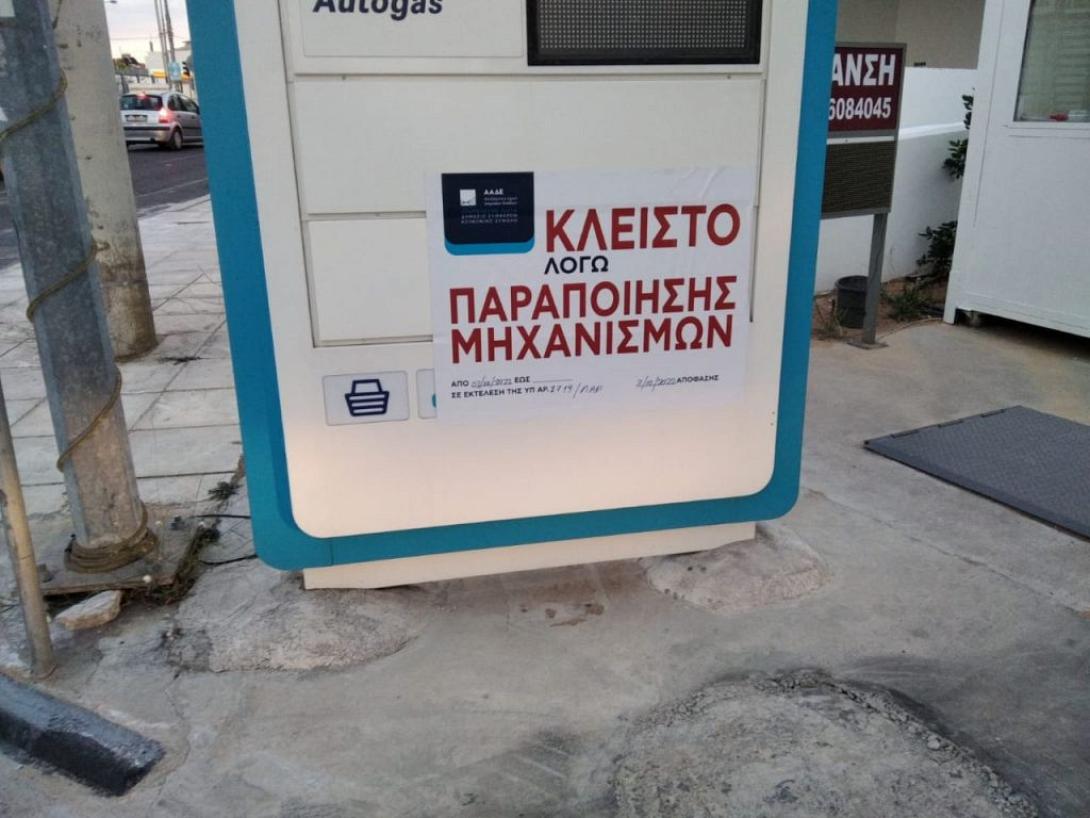 Autogas
ΑΝΣΗ
6084045
ΑΑΔΕ
ΚΛΕΙΣΤΟ
ΛΟΓΩ
ΠΑΡΑΠΟΙΗΣΗΣ
ΜΗΧΑΝΙΣΜΩΝ
ΑΠΟ ΕΩΣ
ΣΕ ΕΚΤΕΛΕΣΗ ΤΗΣ ΥΠ ΑΡ. ΑΠΟΦΑΣΗΣ